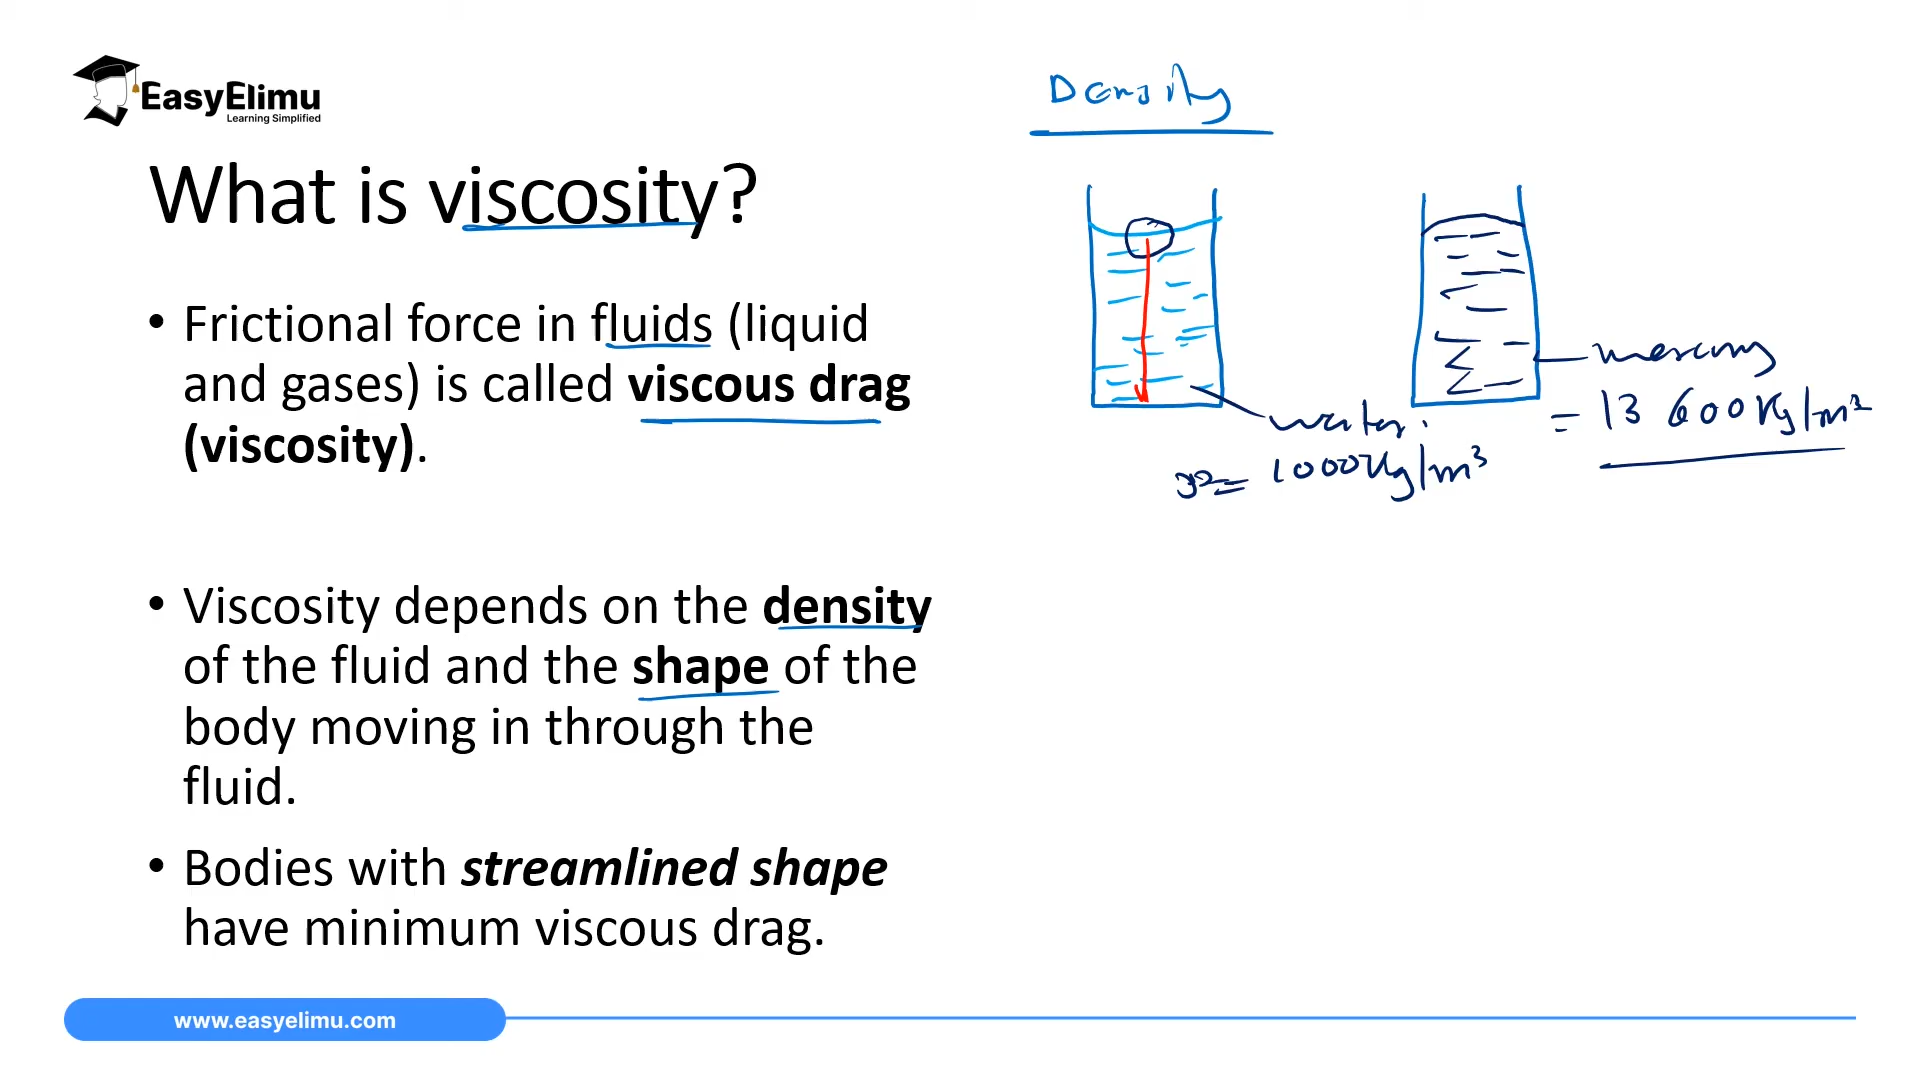 EasyElimu
Learning Simplified
What is viscosity?
• Frictional force in fluids (liquid
and gases) is called viscous drag
(viscosity).
• Viscosity depends on the density
of the fluid and the shape of the
body moving in through the
fluid.
• Bodies with streamlined shape
have minimum viscous drag.
www.easyelimu.com
Density
water
= 1000Kg/m³
mercury
= 13 600Kg/m³